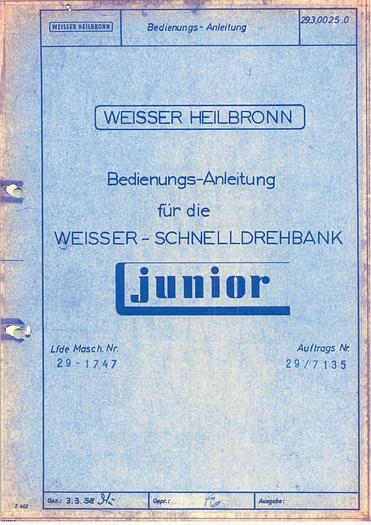 WEISSER HEILBRONN
Bedienungs-Anleitung
293.0025.0
WEISSER HEILBRONN
Bedienungs-Anleitung
für die
WEISSER - SCHNELLDREHBANK
junior
Lfde Masch. Nr. Auftrags Nr.
29-1747 29/7135
Gez.: 3.3.58 Gepr.: Ausgabe:
T 462